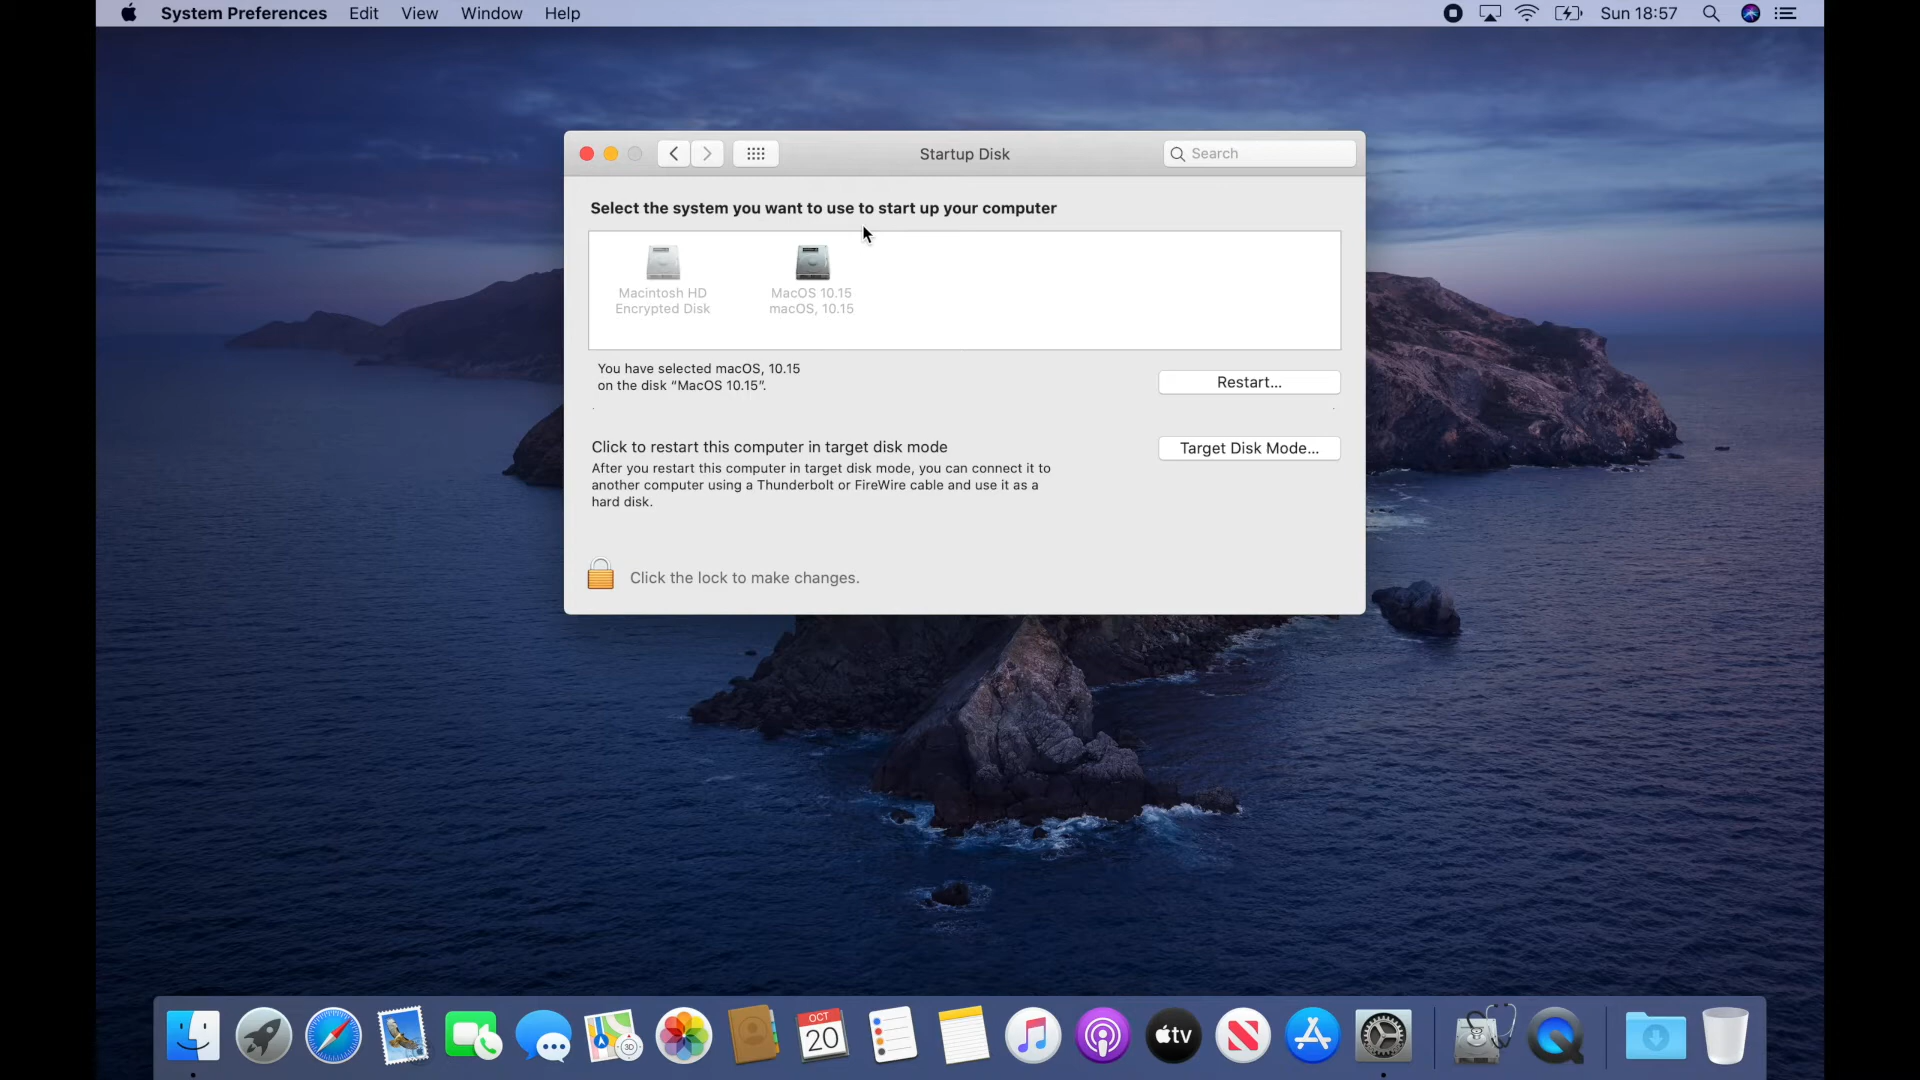 System Preferences Edit View Window Help Sun 18:57
Startup Disk
Search
Select the system you want to use to start up your computer
Macintosh HD
Encrypted Disk
MacOS 10.15
macOS, 10.15
You have selected macOS, 10.15
on the disk “MacOS 10.15”.
Restart...
Click to restart this computer in target disk mode
After you restart this computer in target disk mode, you can connect it to
another computer using a Thunderbolt or FireWire cable and use it as a
hard disk.
Target Disk Mode...
Click the lock to make changes.
3D
OCT
20
tv